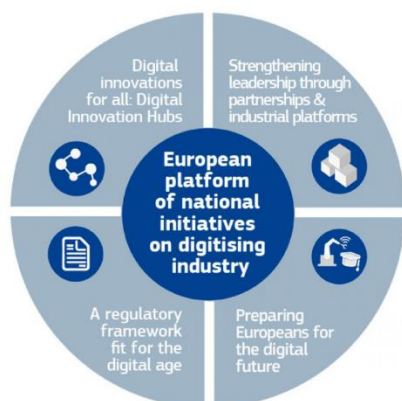 Digital
innovations
for all: Digital
Innovation Hubs
Strengthening
leadership through
partnerships &
industrial platforms
European
platform
of national
initiatives
on digitising
industry
A regulatory
framework
fit for the
digital age
Preparing
Europeans for
the digital
future